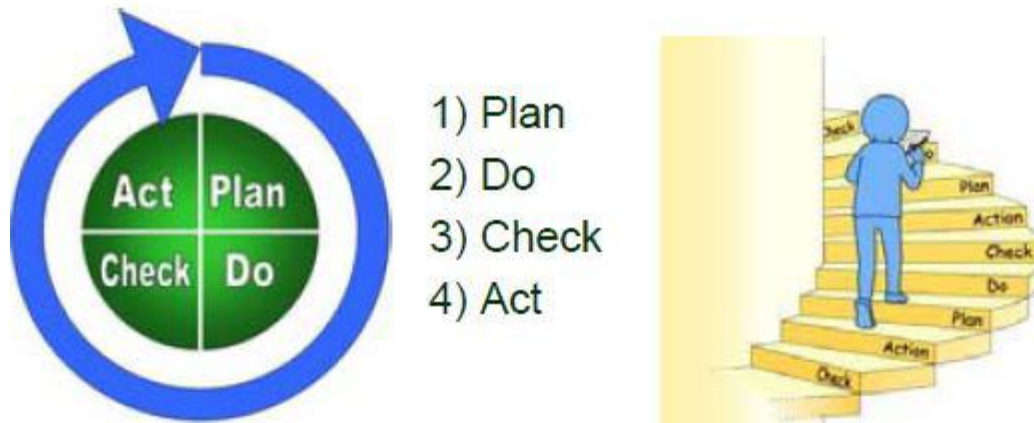 Act Plan
Check Do
1) Plan
2) Do
3) Check
4) Act
Check
Plan
Action
Check
Do
Plan
Action
Check